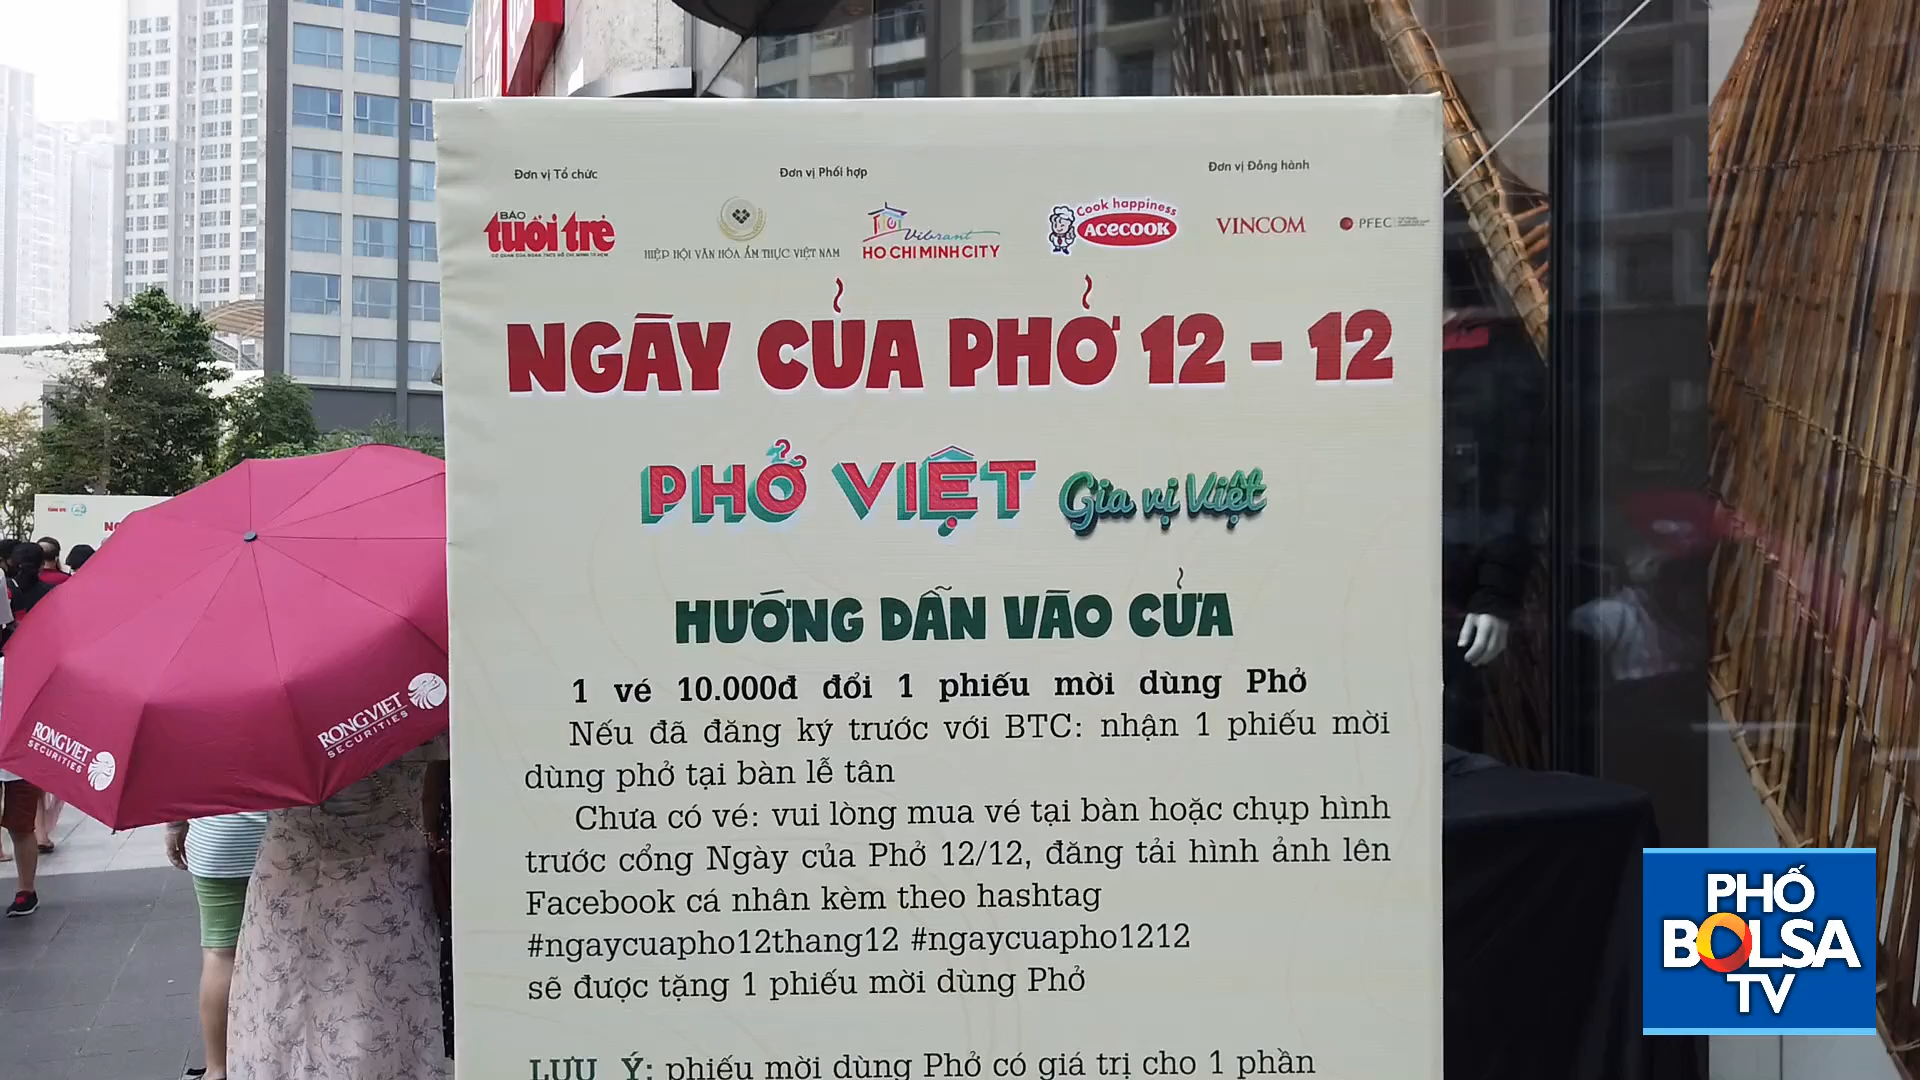 Đơn vị Tổ chức
Đơn vị Phối hợp
Đơn vị Đồng hành
BÁO
tuổi trẻ
HIỆP HỘI VĂN HÓA ẨM THỰC VIỆT NAM
Vibrant
HO CHI MINH CITY
Cook happiness
ACECOOK
VINCOM
PFEC
NGÀY CỦA PHỞ 12 - 12
PHỞ VIỆT Gia vị Việt
HƯỚNG DẪN VÀO CỬA
1 vé 10.000đ đổi 1 phiếu mời dùng Phở
Nếu đã đăng ký trước với BTC: nhận 1 phiếu mời
dùng phở tại bàn lễ tân
Chưa có vé: vui lòng mua vé tại bàn hoặc chụp hình
trước cổng Ngày của Phở 12/12, đăng tải hình ảnh lên
Facebook cá nhân kèm theo hashtag
#ngaycuapho12thang12 #ngaycuapho1212
sẽ được tặng 1 phiếu mời dùng Phở
LƯU Ý: phiếu mời dùng Phở có giá trị cho 1 phần
RONGVIET
SECURITIES
RONGVIET
SECURITIES
PHỐ
BOLSA
TV